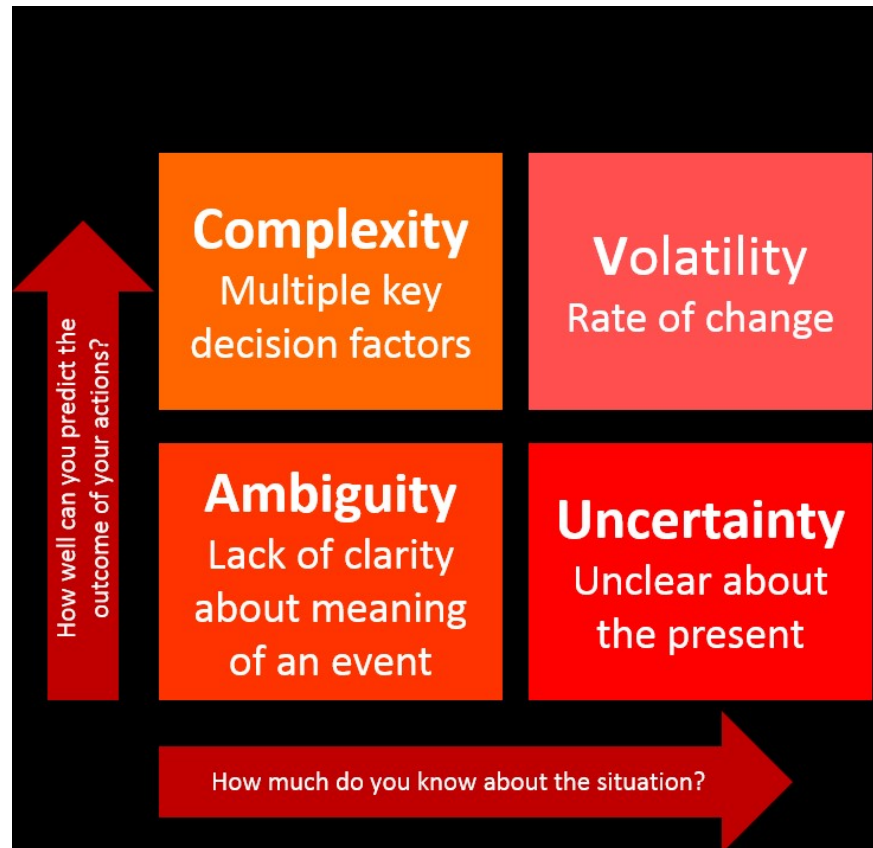 Complexity
Multiple key
decision factors
Volatility
Rate of change
How well can you predict the
outcome of your actions?
Ambiguity
Lack of clarity
about meaning
of an event
Uncertainty
Unclear about
the present
How much do you know about the situation?